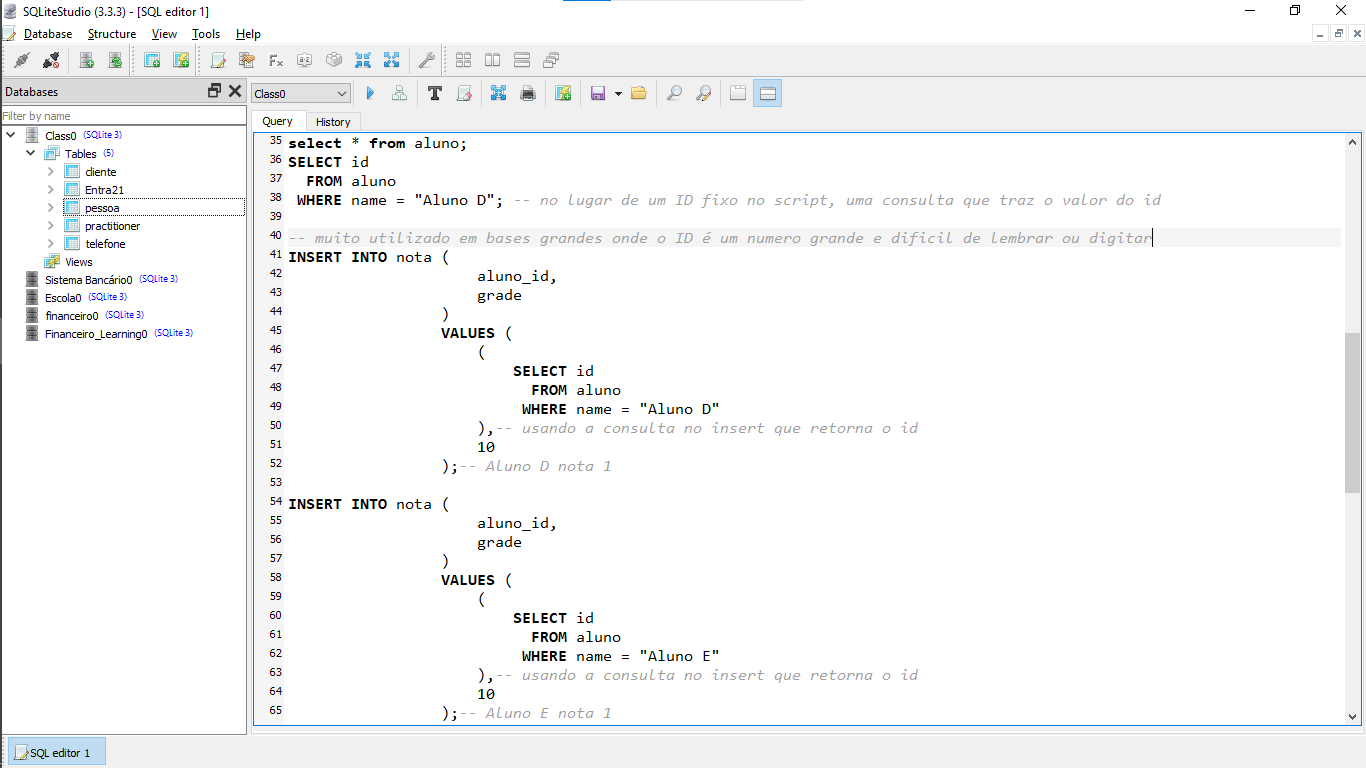 SQLiteStudio (3.3.3) - [SQL editor 1]
Database Structure View Tools Help
Databases
Filter by name
Class0 (SQLite 3)
Tables (5)
cliente
Entra21
pessoa
practitioner
telefone
Views
Sistema Bancário0 (SQLite 3)
Escola0 (SQLite 3)
financeiro0 (SQLite 3)
Financeiro_Learning0 (SQLite 3)
Class0
Query History
35 select * from aluno;
36 SELECT id
37 FROM aluno
38 WHERE name = "Aluno D"; -- no lugar de um ID fixo no script, uma consulta que traz o valor do id
39
40 -- muito utilizado em bases grandes onde o ID é um numero grande e dificil de lembrar ou digitar
41 INSERT INTO nota (
42 aluno_id,
43 grade
44 )
45 VALUES (
46 (
47 SELECT id
48 FROM aluno
49 WHERE name = "Aluno D"
50 ),-- usando a consulta no insert que retorna o id
51 10
52 );-- Aluno D nota 1
53
54 INSERT INTO nota (
55 aluno_id,
56 grade
57 )
58 VALUES (
59 (
60 SELECT id
61 FROM aluno
62 WHERE name = "Aluno E"
63 ),-- usando a consulta no insert que retorna o id
64 10
65 );-- Aluno E nota 1
SQL editor 1